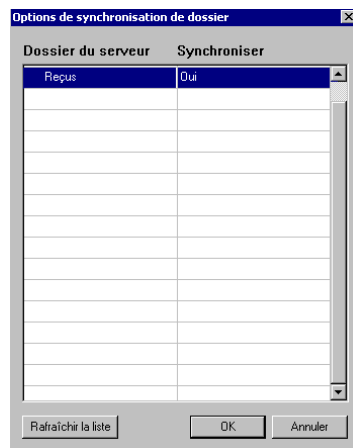 Options de synchronisation de dossier
Dossier du serveur Synchroniser
Reçus Oui
Rafraîchir la liste OK Annuler